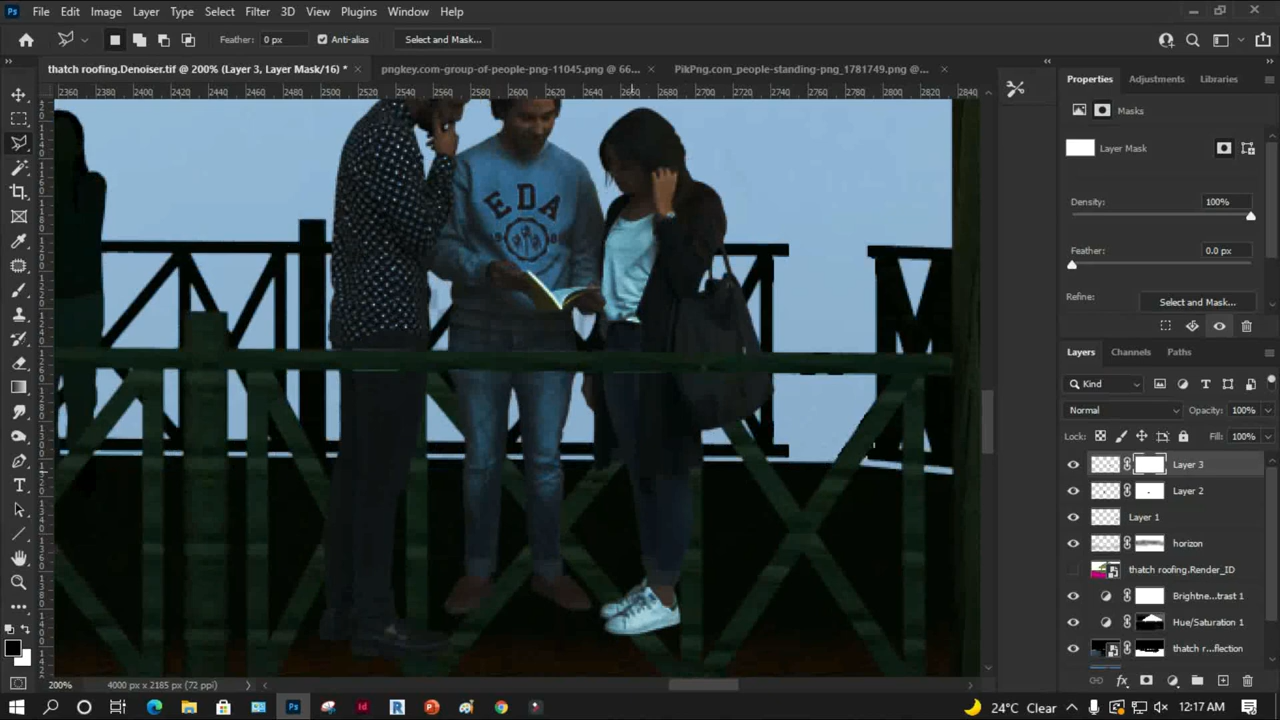 Ps File Edit Image Layer Type Select Filter 3D View Plugins Window Help
Feather: 0 px Anti-alias Select and Mask...
thatch roofing.Denoiser.tif @ 200% (Layer 3, Layer Mask/16) * × pngkey.com-group-of-people-png-11045.png @ 66... × PikPng.com_people-standing-png_1781749.png @... ×
2360 2380 2400 2420 2440 2460 2480 2500 2520 2540 2560 2580 2600 2620 2640 2660 2680 2700 2720 2740 2760 2780 2800 2820 2840
Properties Adjustments Libraries
Masks
Layer Mask
Density: 100%
Feather: 0.0 px
Refine: Select and Mask...
EDA
Layers Channels Paths
Kind
Normal Opacity: 100%
Lock: Fill: 100%
Layer 3
Layer 2
Layer 1
horizon
thatch roofing.Render_ID
Brightne...trast 1
Hue/Saturation 1
thatch r...flection
fx
200% 4000 px x 2185 px (72 ppi)
24°C Clear 12:17 AM